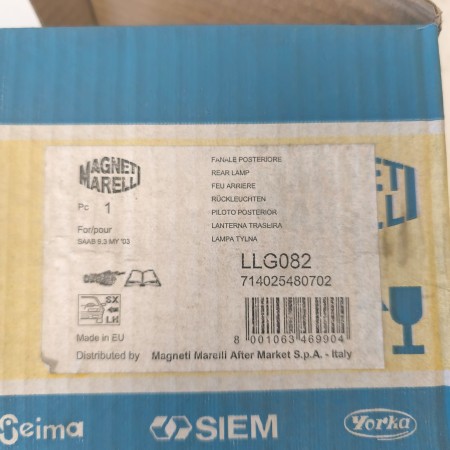 MAGNETI
MARELLI
Pc 1
For/pour
SAAB 9.3 MY '03
SX
LH
Made in EU
Distributed by Magneti Marelli After Market S.p.A. - Italy
FANALE POSTERIORE
REAR LAMP
FEU ARRIERE
RÜCKLEUCHTEN
PILOTO POSTERIOR
LANTERNA TRASEIRA
LAMPA TYLNA
LLG082
714025480702
8 001063 469904
MAGNETI
MARELLI
Seima
SIEM
Yorka